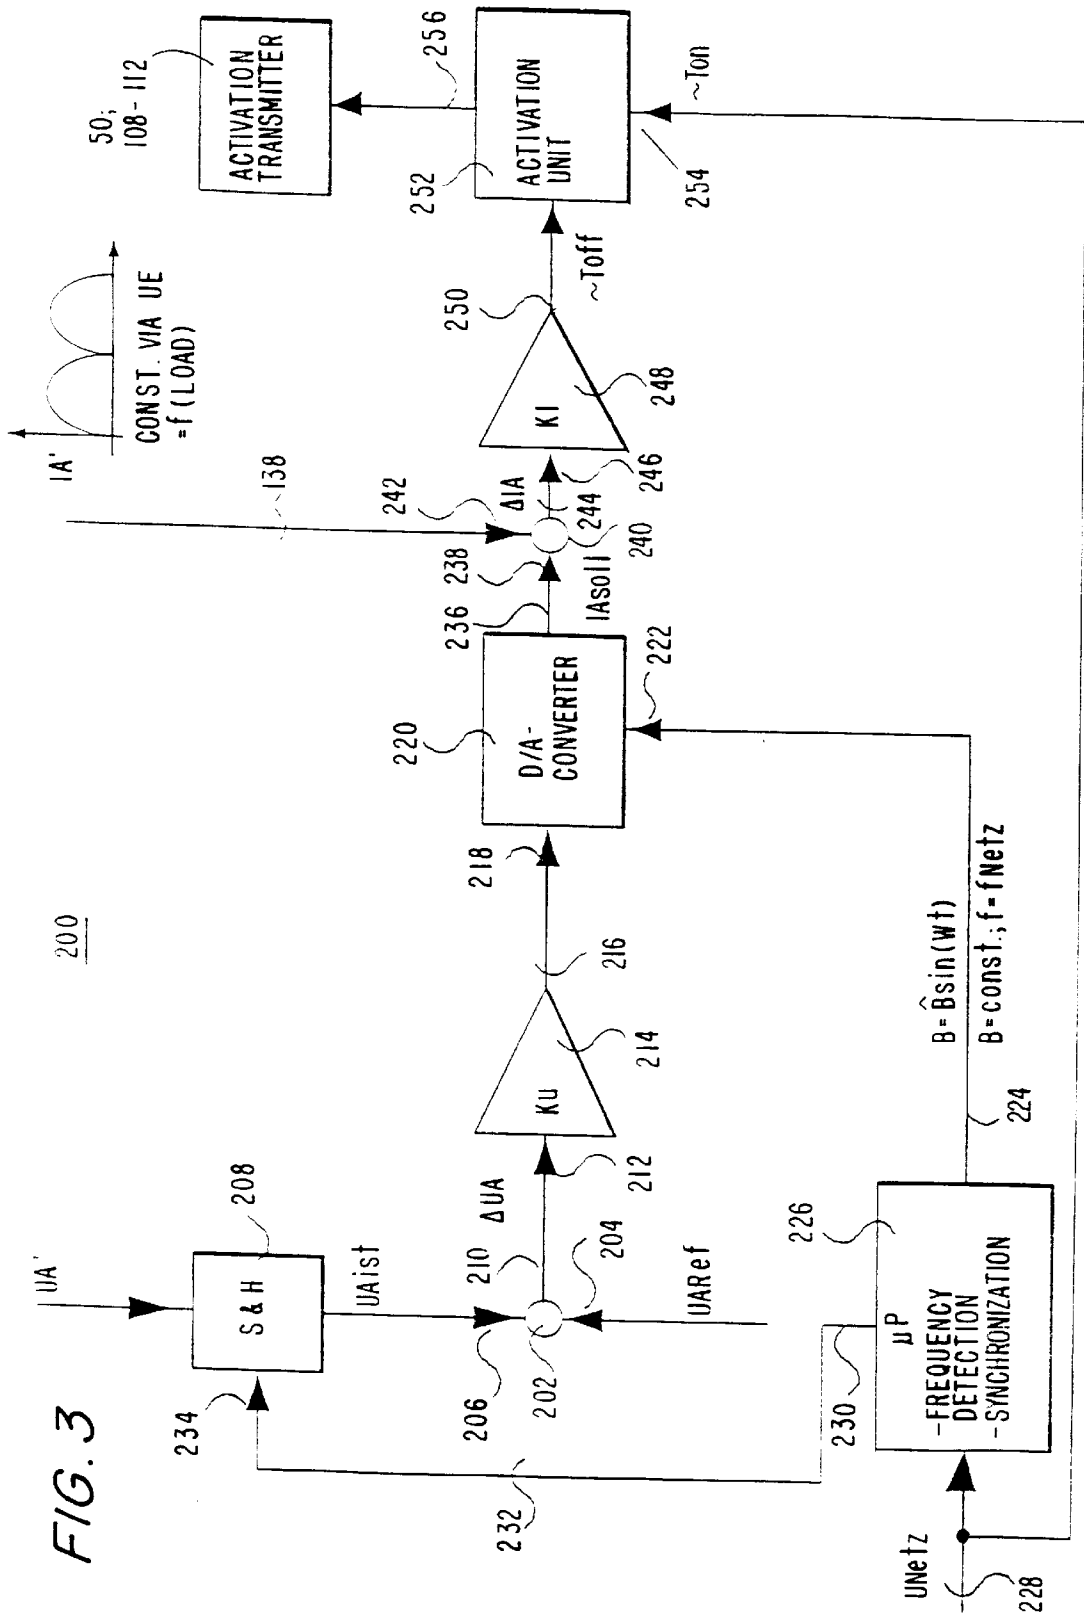 FIG. 3
200
UA'
S & H
208
234
UAist
206
202
204
UARef
210
ΔUA
212
Ku
214
216
218
220
D/A-
CONVERTER
222
236
IAsoll
238
240
242
138
IA'
CONST. VIA UE
=f(LOAD)
ΔIA
244
246
KI
248
250
~Toff
252
ACTIVATION
UNIT
254
~Ton
256
ACTIVATION
TRANSMITTER
50;
108-112
232
230
μP
-FREQUENCY
DETECTION
-SYNCHRONIZATION
226
224
B=B̂sin(Wt)
B=const.; f=fNetz
UNetz
228